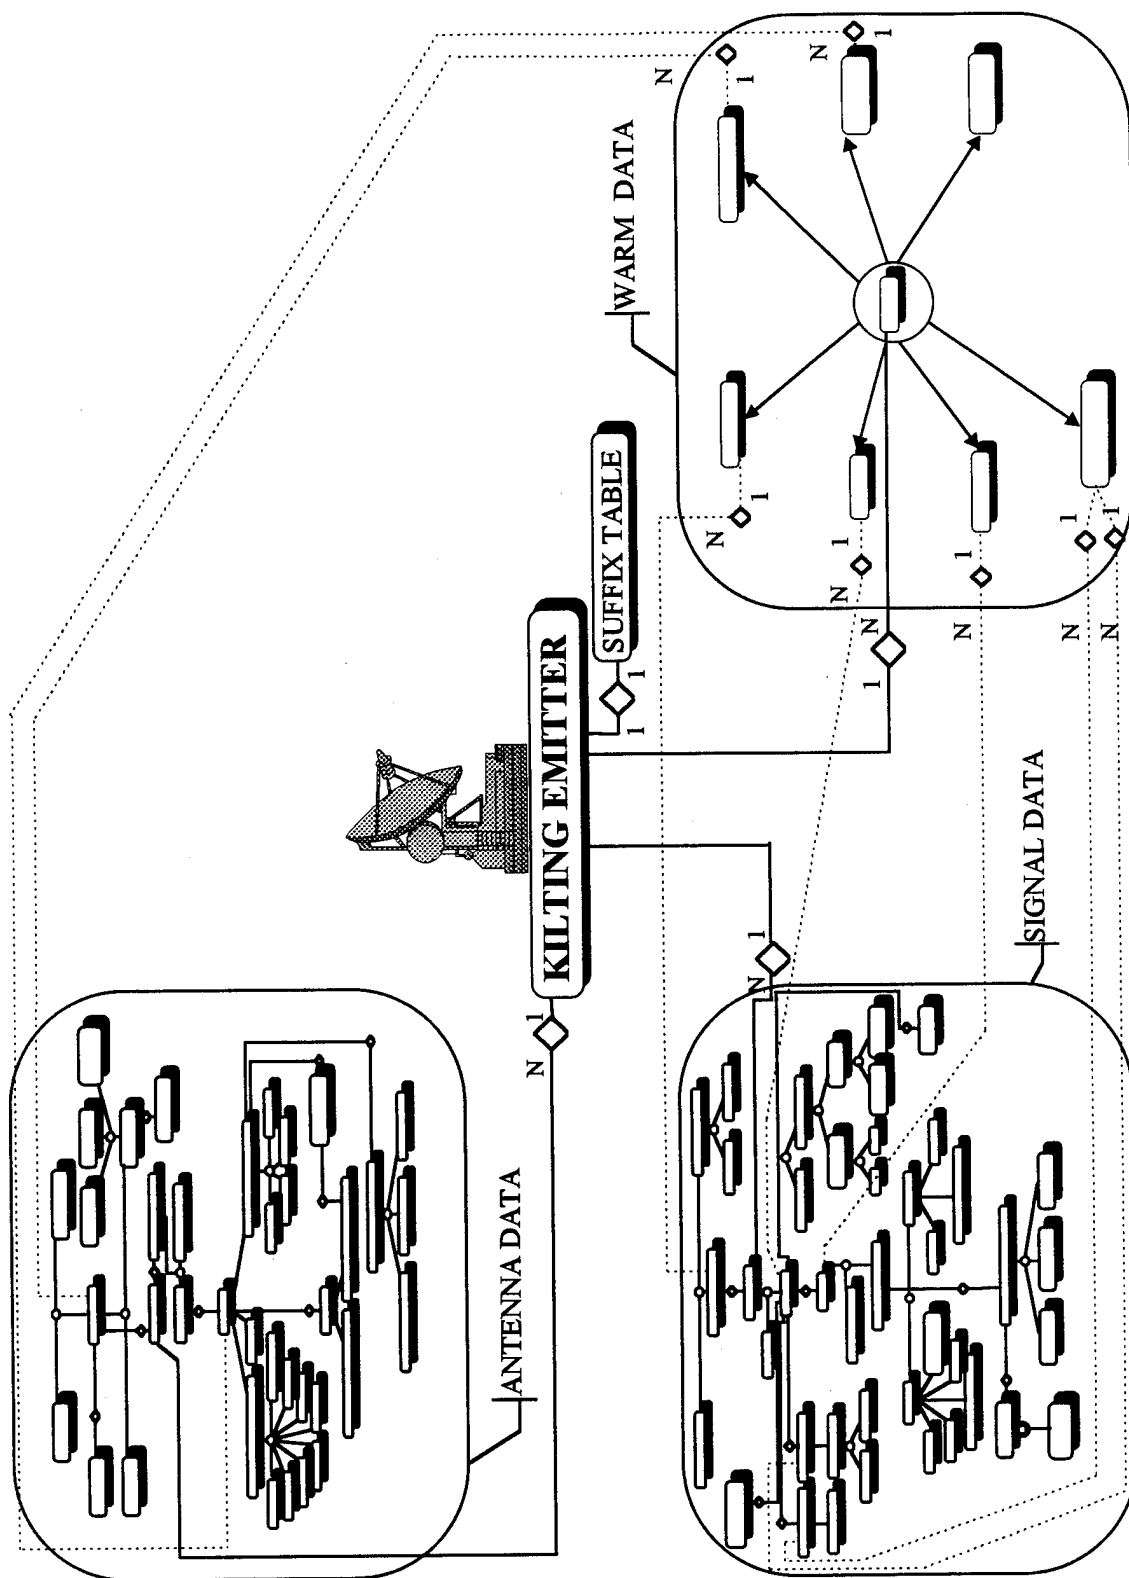 ANTENNA DATA
N 1
KILTING EMITTER
SUFFIX TABLE
1 1
WARM DATA
N 1
N 1
N 1
N 1
N 1
1 N
N 1
SIGNAL DATA
N 1
N 1